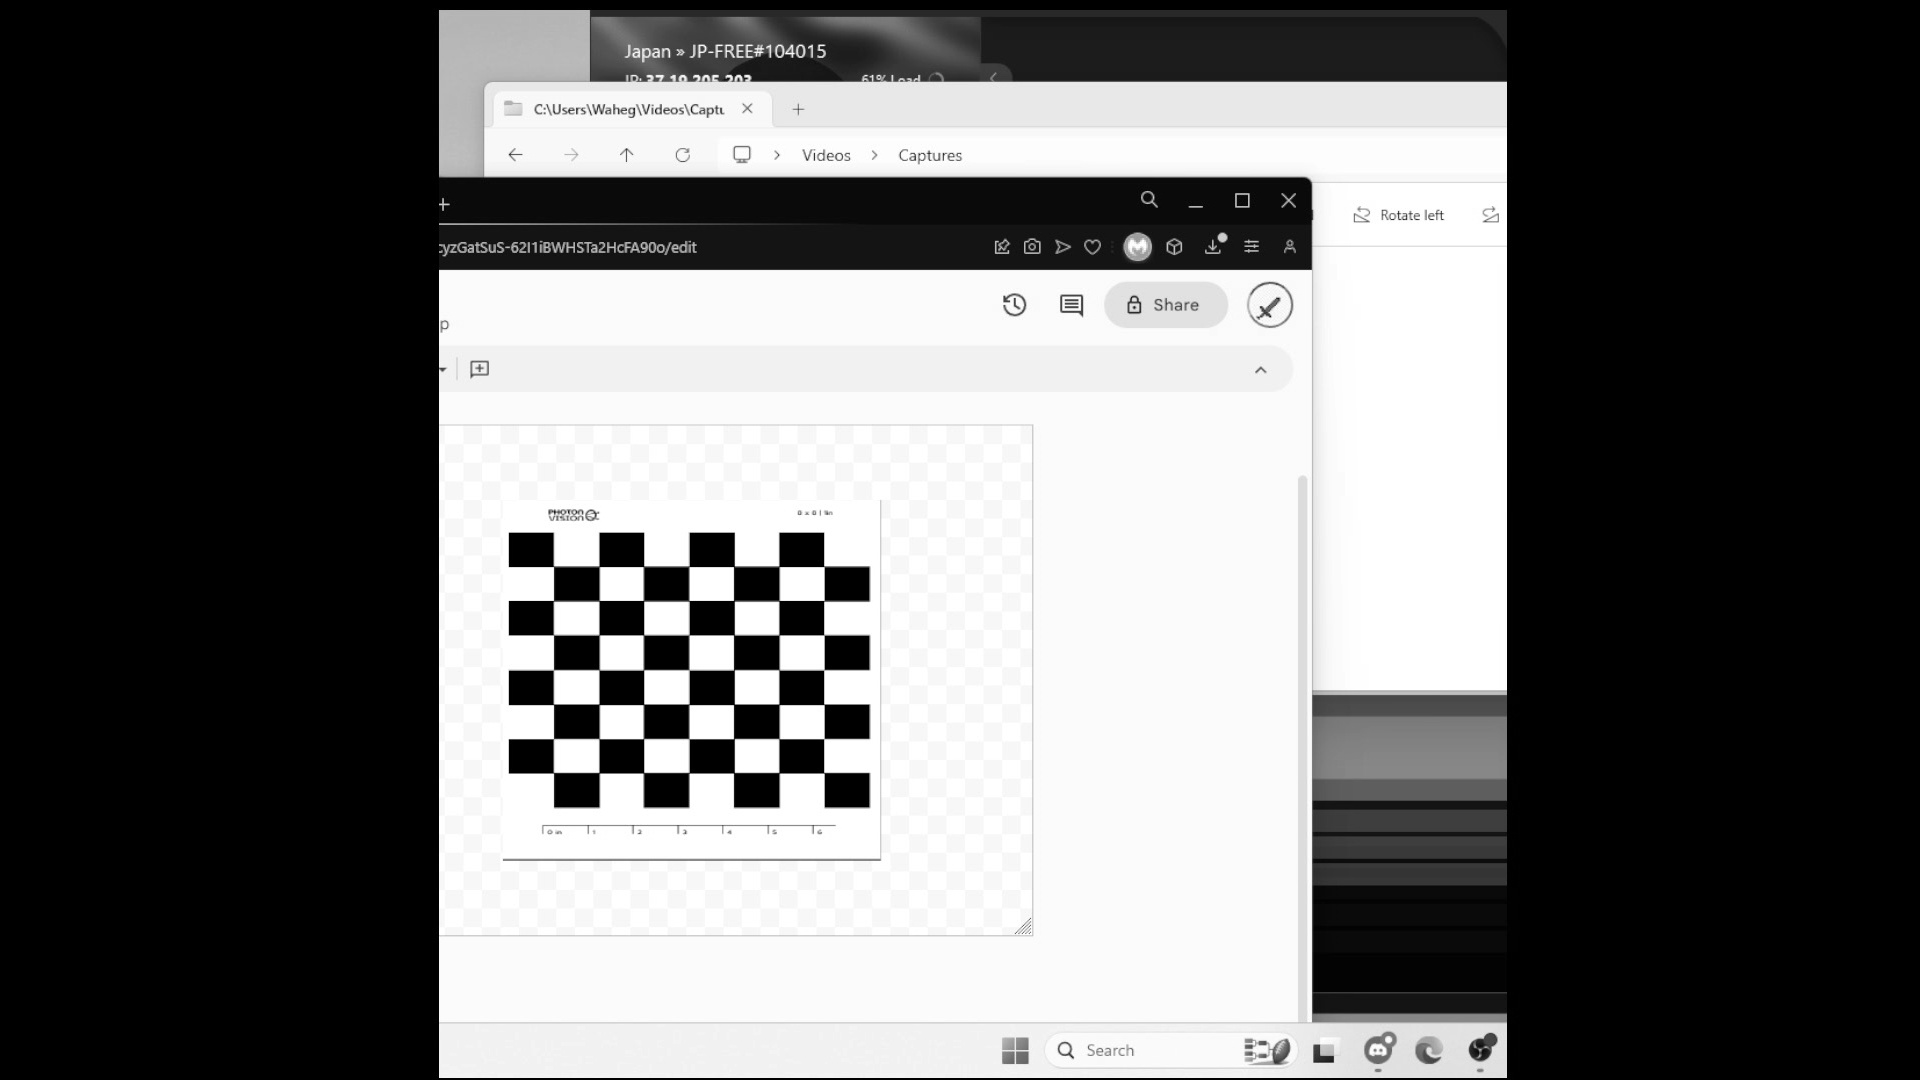 Japan » JP-FREE#104015
IP: 37.19.205.203 61% Load
C:\Users\Waheg\Videos\Captu
Videos > Captures
Rotate left
cyzGatSuS-62I1iBWHSTa2HcFA90o/edit
Share
p
PHOTON
VISION
8 x 8 | 1in
0 in 1 2 3 4 5 6
Search